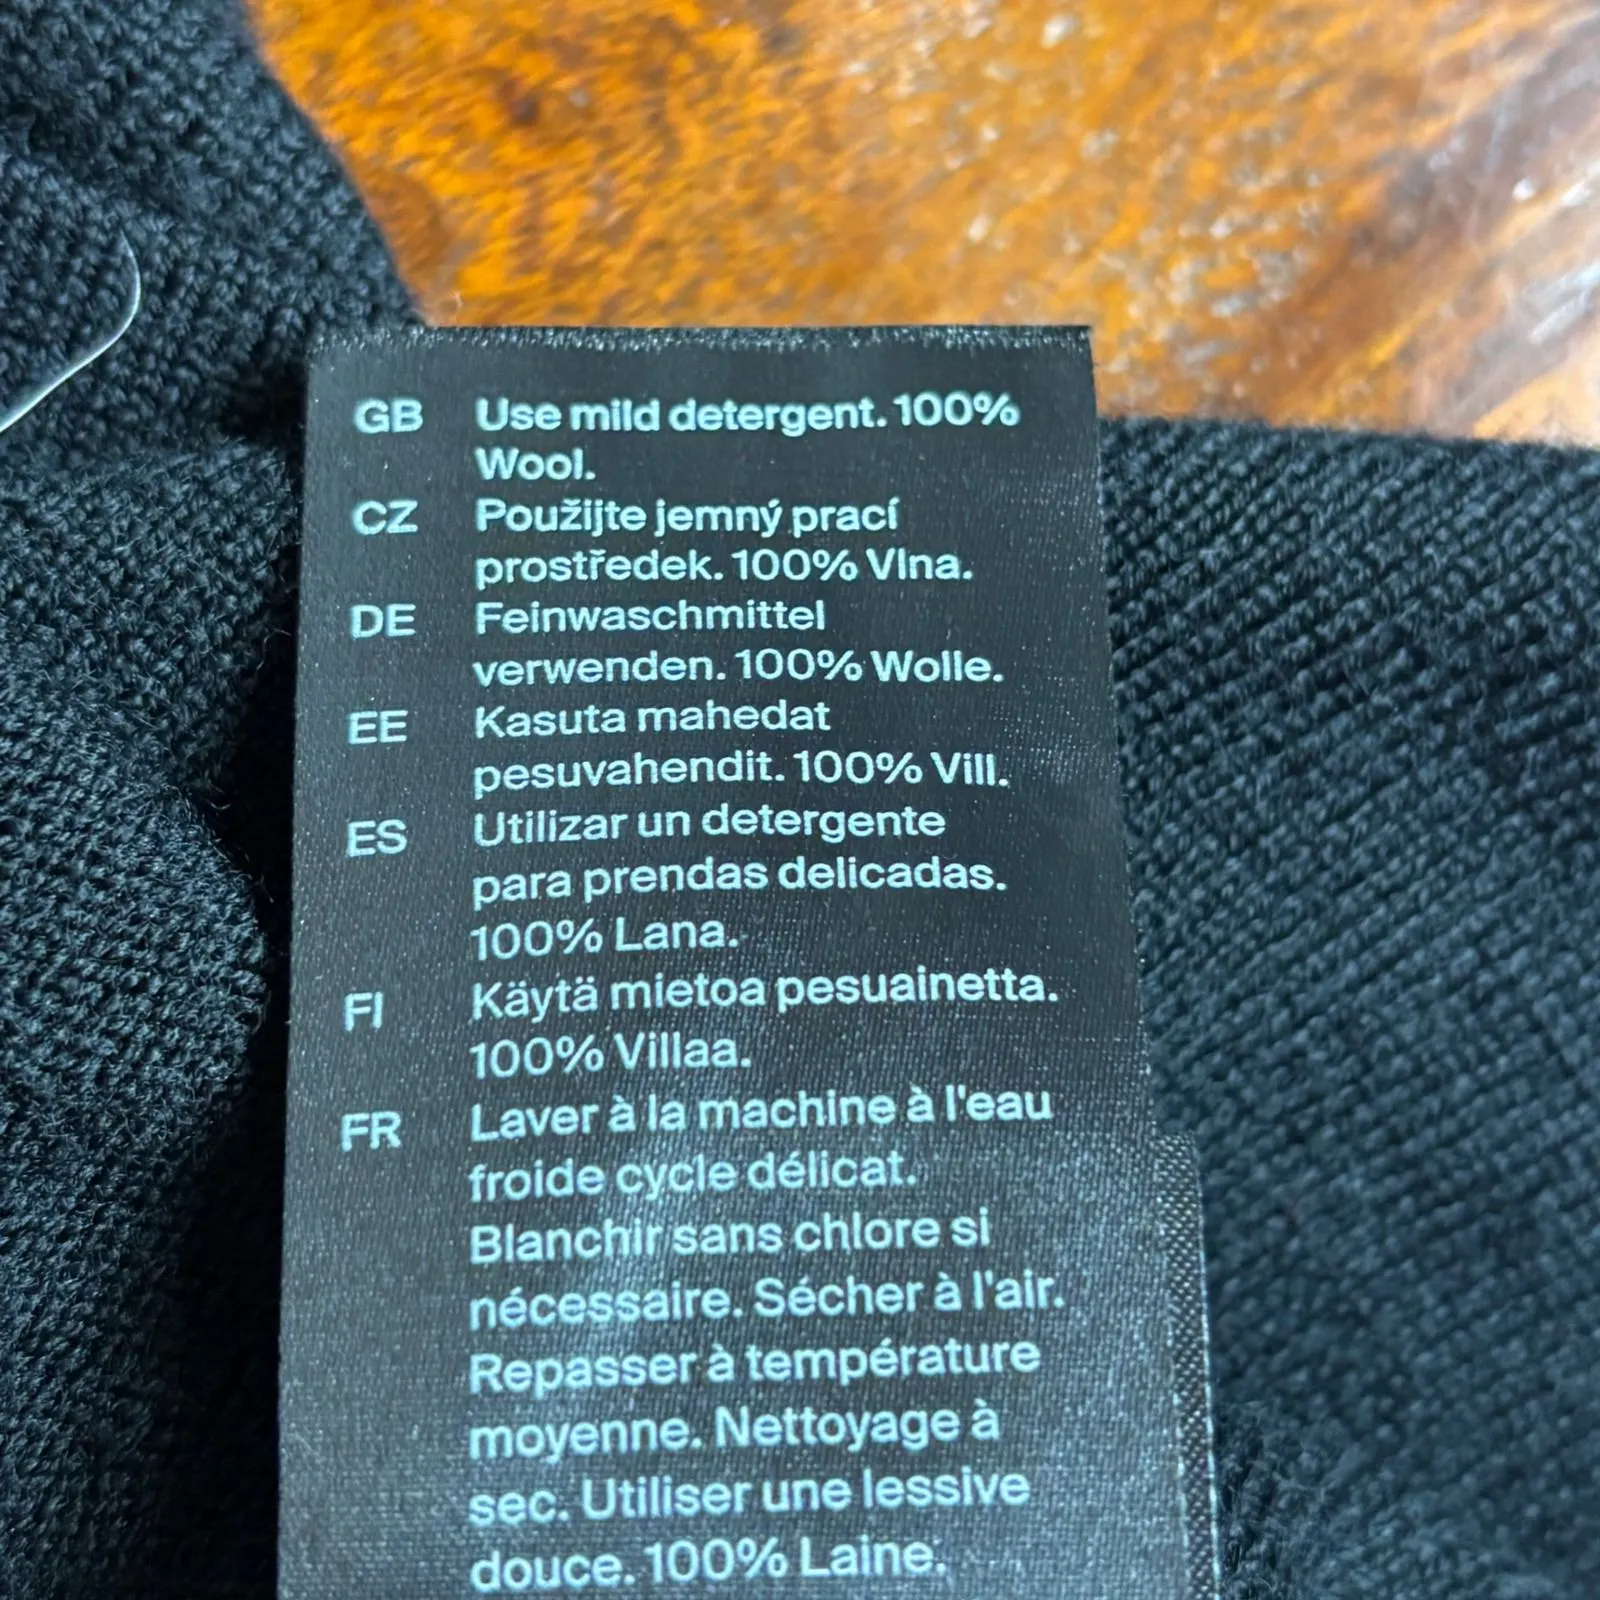 GB Use mild detergent. 100%
Wool.
CZ Použijte jemný prací
prostředek. 100% Vlna.
DE Feinwaschmittel
verwenden. 100% Wolle.
EE Kasuta mahedat
pesuvahendit. 100% Vill.
ES Utilizar un detergente
para prendas delicadas.
100% Lana.
FI Käytä mietoa pesuainetta.
100% Villaa.
FR Laver à la machine à l'eau
froide cycle délicat.
Blanchir sans chlore si
nécessaire. Sécher à l'air.
Repasser à température
moyenne. Nettoyage à
sec. Utiliser une lessive
douce. 100% Laine.